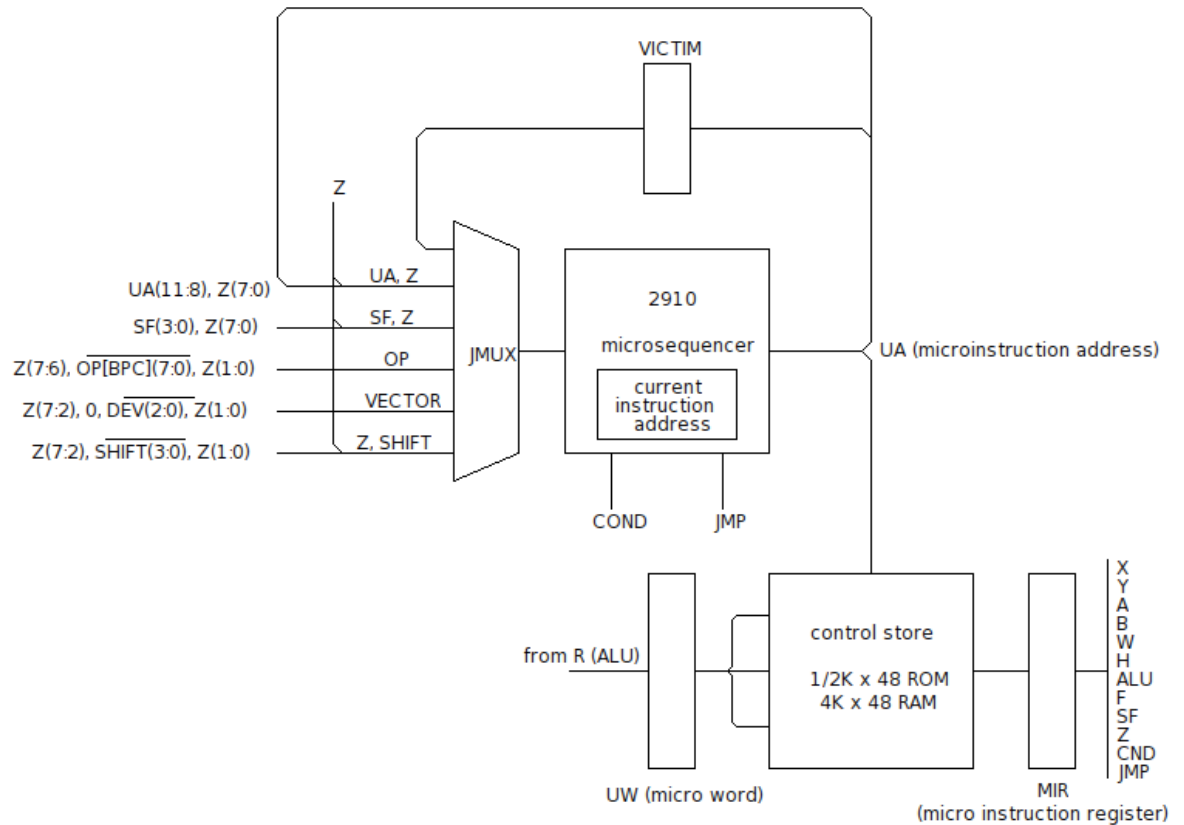 VICTIM
Z
UA, Z
UA(11:8), Z(7:0)
SF, Z
SF(3:0), Z(7:0)
OP
Z(7:6), OP[BPC](7:0), Z(1:0)
VECTOR
Z(7:2), 0, DEV(2:0), Z(1:0)
Z, SHIFT
Z(7:2), SHIFT(3:0), Z(1:0)
JMUX
2910
microsequencer
current
instruction
address
UA (microinstruction address)
COND
JMP
from R (ALU)
UW (micro word)
control store
1/2K x 48 ROM
4K x 48 RAM
MIR
(micro instruction register)
X
Y
A
B
W
H
ALU
F
SF
Z
CND
JMP